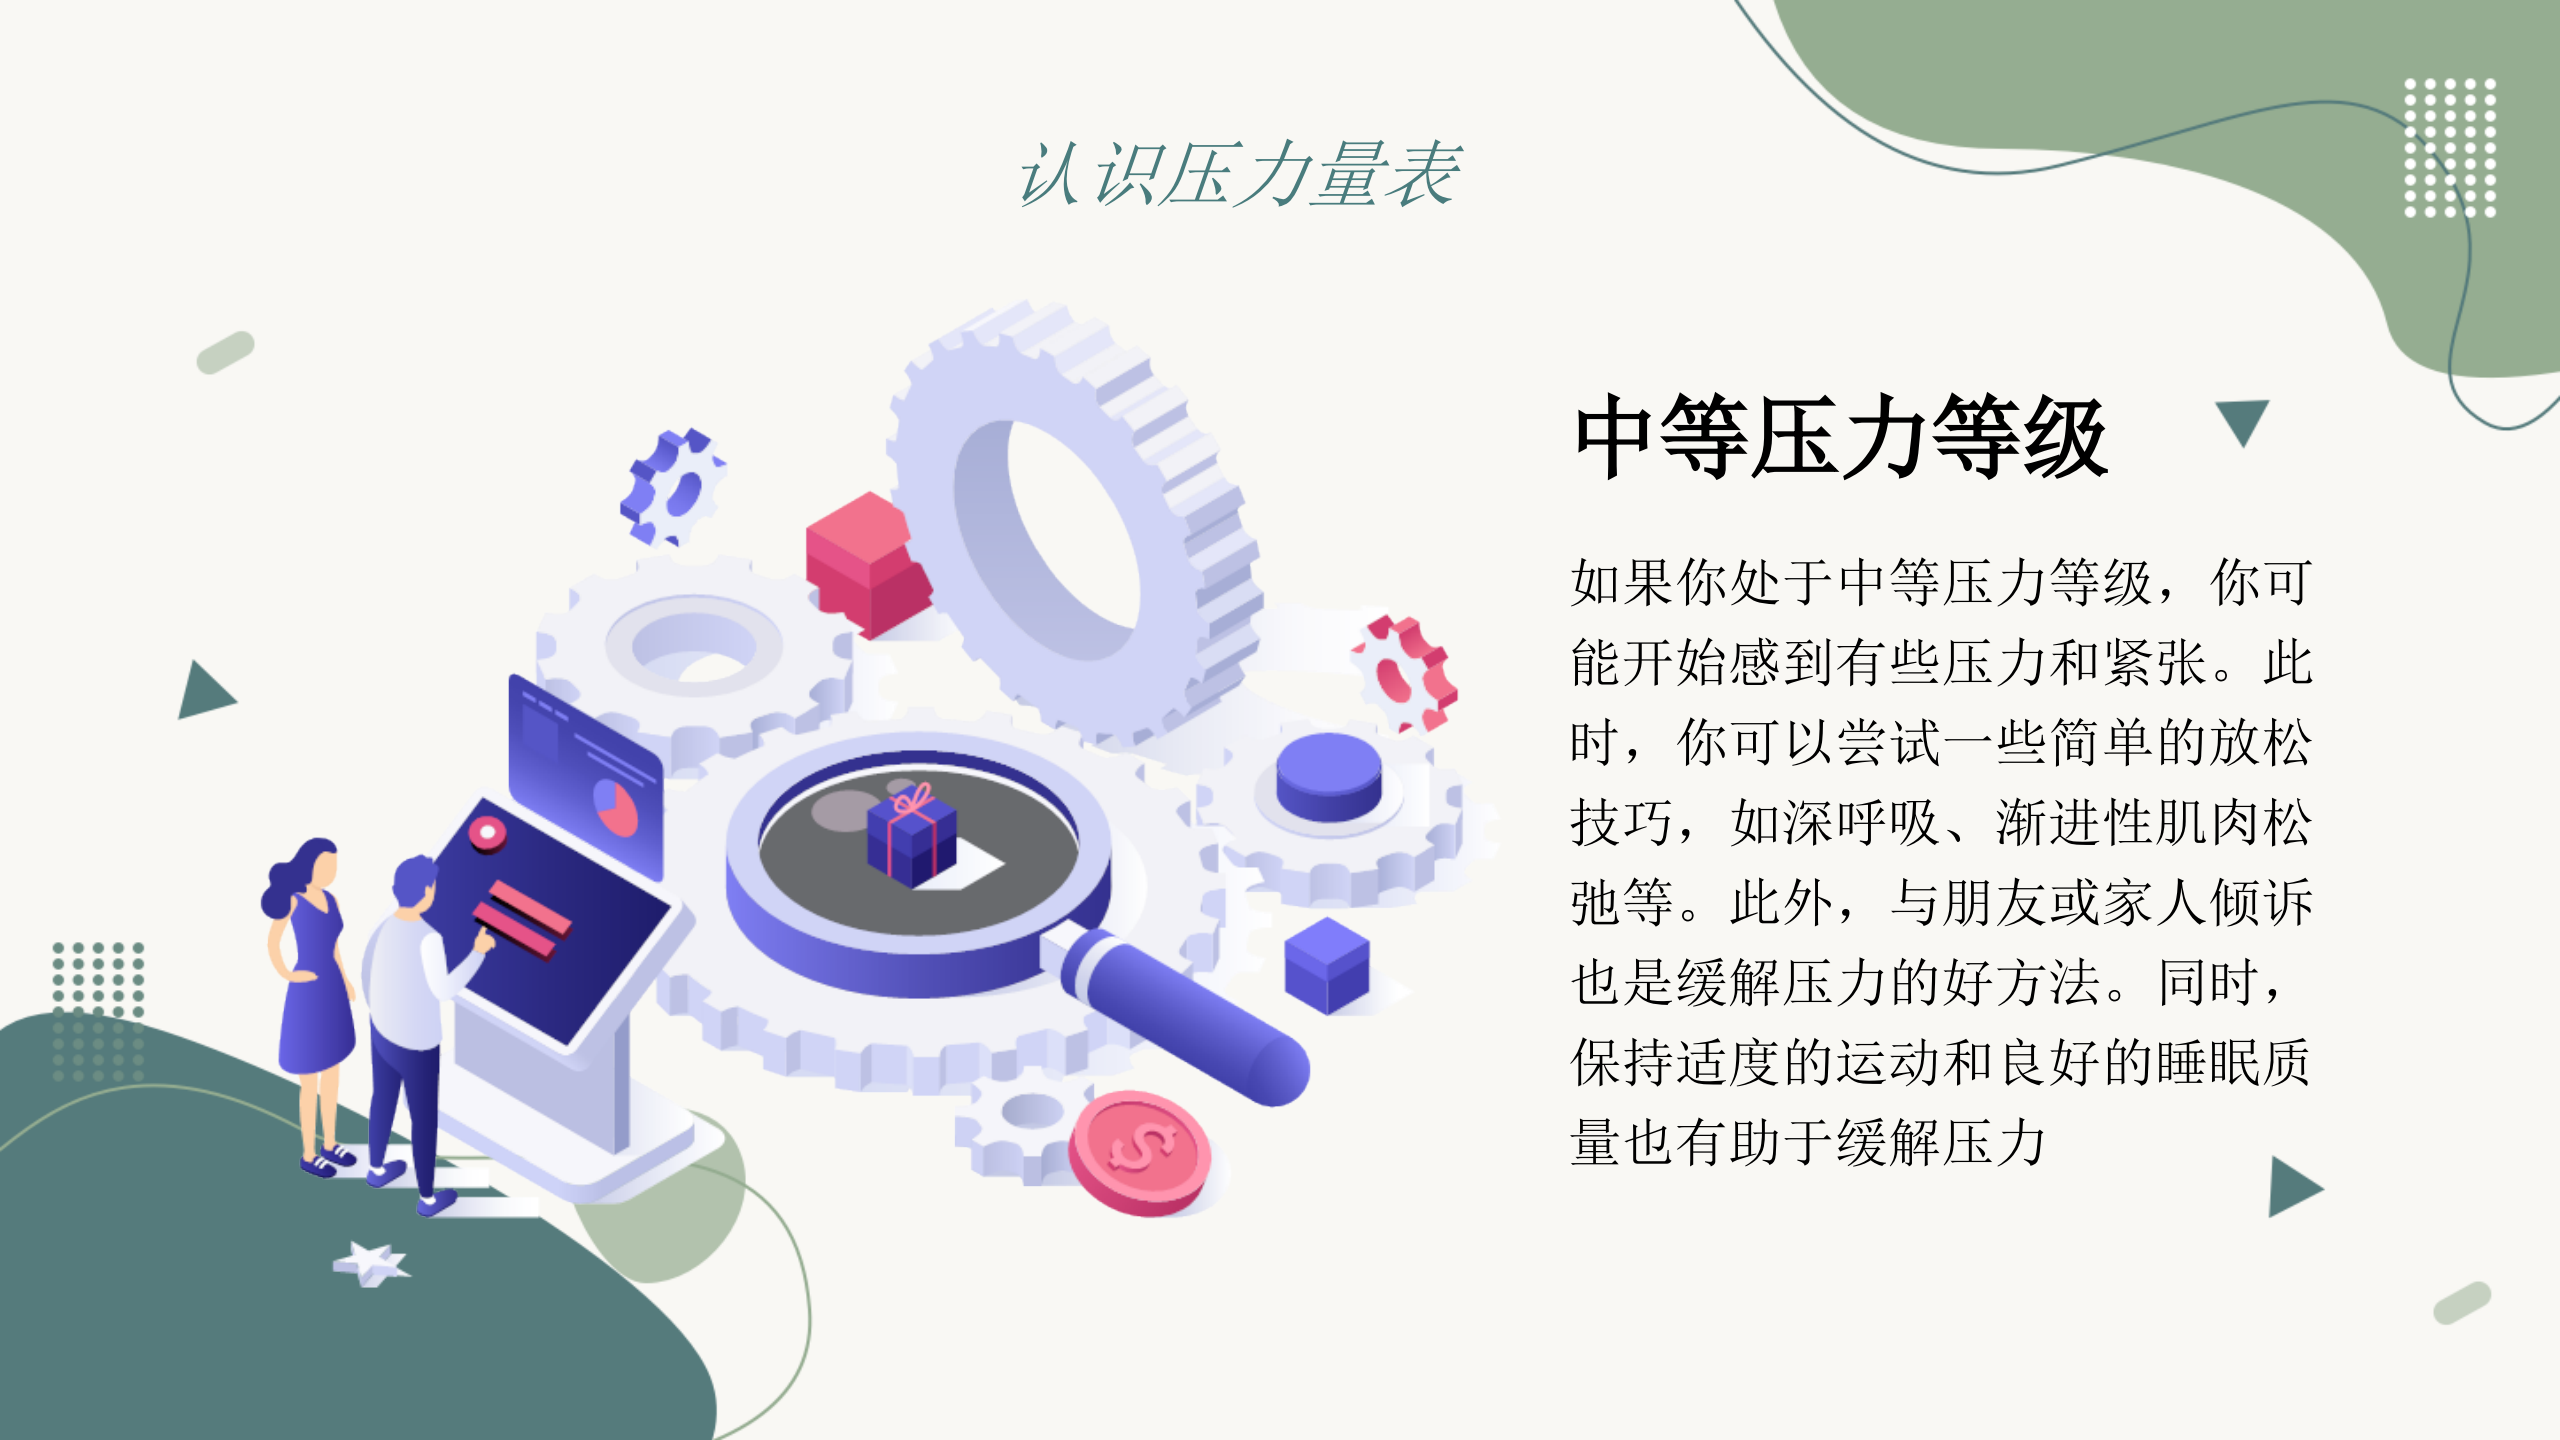 认识压力量表
中等压力等级
如果你处于中等压力等级，你可
能开始感到有些压力和紧张。此
时，你可以尝试一些简单的放松
技巧，如深呼吸、渐进性肌肉松
弛等。此外，与朋友或家人倾诉
也是缓解压力的好方法。同时，
保持适度的运动和良好的睡眠质
量也有助于缓解压力